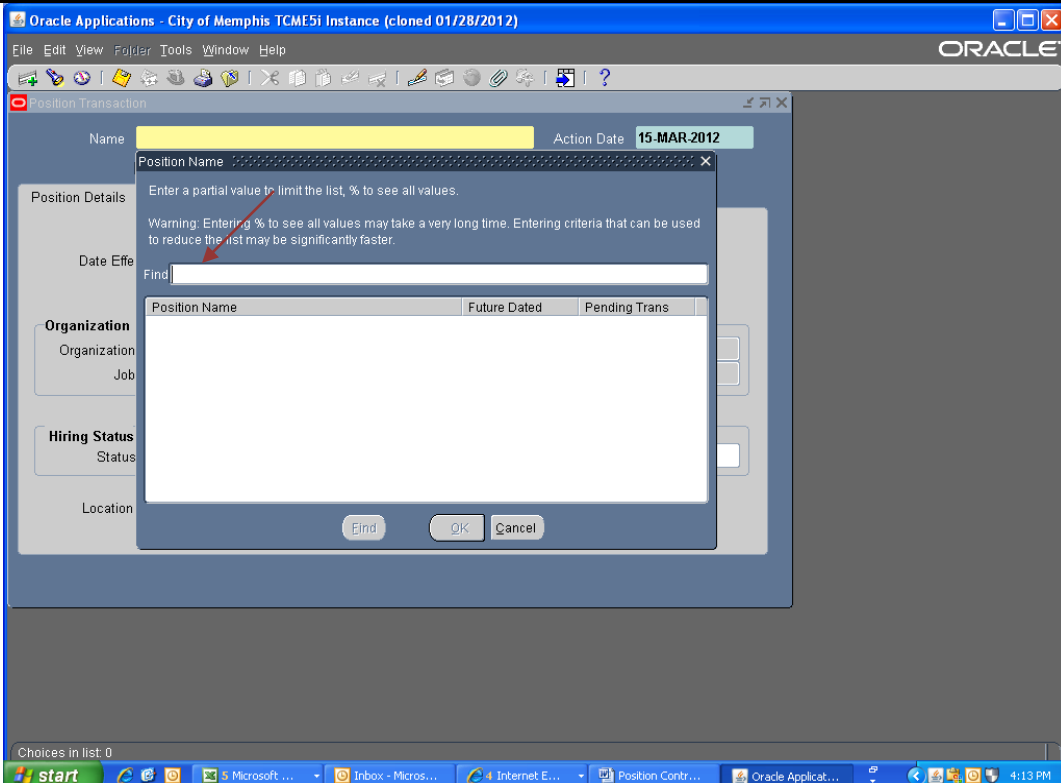 Oracle Applications - City of Memphis TCME5i Instance (cloned 01/28/2012)
File Edit View Folder Tools Window Help
ORACLE
Position Transaction
Name
Action Date 15-MAR-2012
Position Name
Enter a partial value to limit the list, % to see all values.
Warning: Entering % to see all values may take a very long time. Entering criteria that can be used
to reduce the list may be significantly faster.
Find
Position Name Future Dated Pending Trans
Find OK Cancel
Position Details
Date Effe
Organization
Organization
Job
Hiring Status
Status
Location
Choices in list: 0
start 5 Microsoft ... Inbox - Micros... 4 Internet E... Position Contr... Oracle Applicat... 4:13 PM